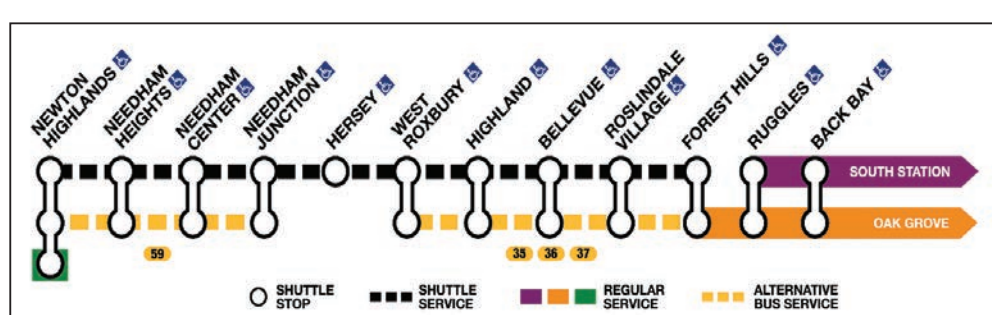 NEWTON
HIGHLANDS
NEEDHAM
HEIGHTS
NEEDHAM
CENTER
NEEDHAM
JUNCTION
HERSEY
WEST
ROXBURY
HIGHLAND
BELLEVUE
ROSLINDALE
VILLAGE
FOREST HILLS
RUGGLES
BACK BAY
SOUTH STATION
OAK GROVE
59
35
36
37
SHUTTLE
STOP
SHUTTLE
SERVICE
REGULAR
SERVICE
ALTERNATIVE
BUS SERVICE